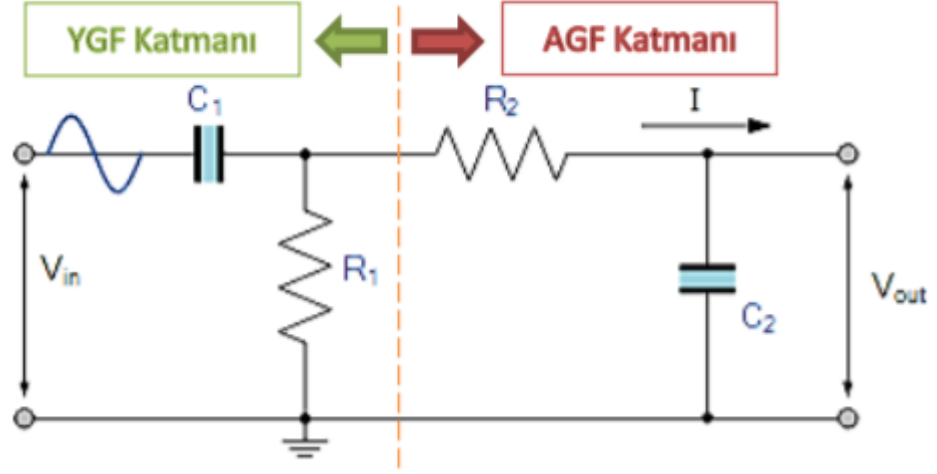 YGF Katmanı
AGF Katmanı
C1
R2
I
Vin
R1
C2
Vout